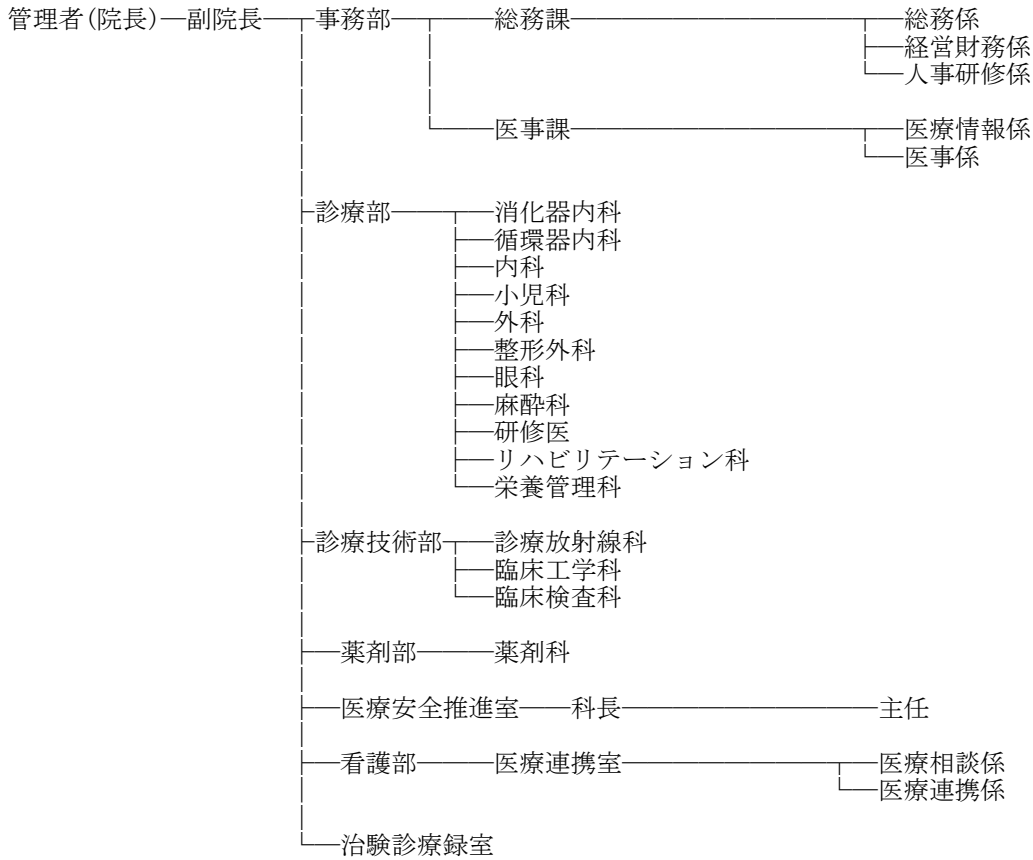 管理者(院長)―副院長 事務部 総務課 総務係
経営財務係
人事研修係
医事課 医療情報係
医事係
診療部 消化器内科
循環器内科
内科
小児科
外科
整形外科
眼科
麻酔科
研修医
リハビリテーション科
栄養管理科
診療技術部 診療放射線科
臨床工学科
臨床検査科
薬剤部 薬剤科
医療安全推進室 科長 主任
看護部 医療連携室 医療相談係
医療連携係
治験診療録室